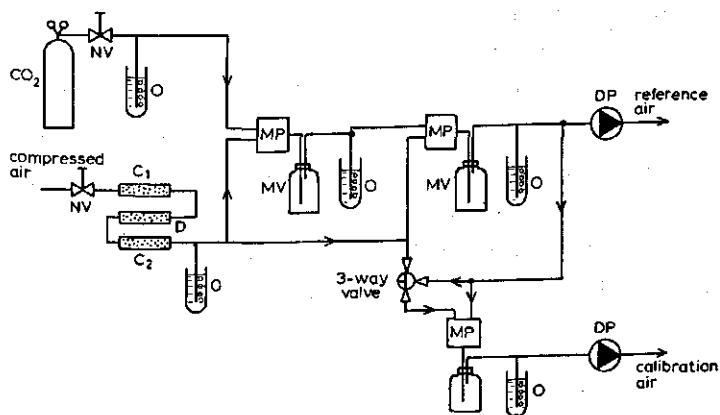 CO₂
NV
O
compressed
air
NV
C₁
D
C₂
O
MP
MV
O
MP
MV
O
DP
reference
air
3-way
valve
MP
O
DP
calibration
air